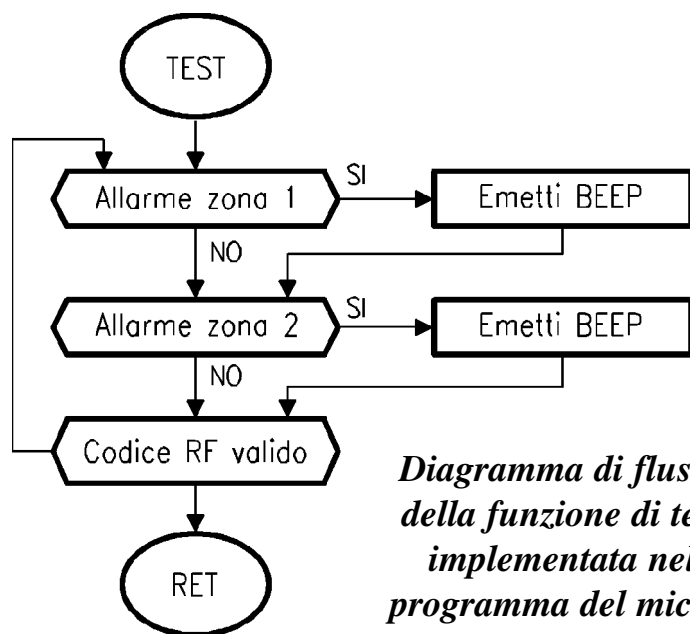 TEST
Allarme zona 1
SI
Emetti BEEP
NO
Allarme zona 2
SI
Emetti BEEP
NO
Codice RF valido
RET
Diagramma di flus
della funzione di te
implementata nel
programma del mic